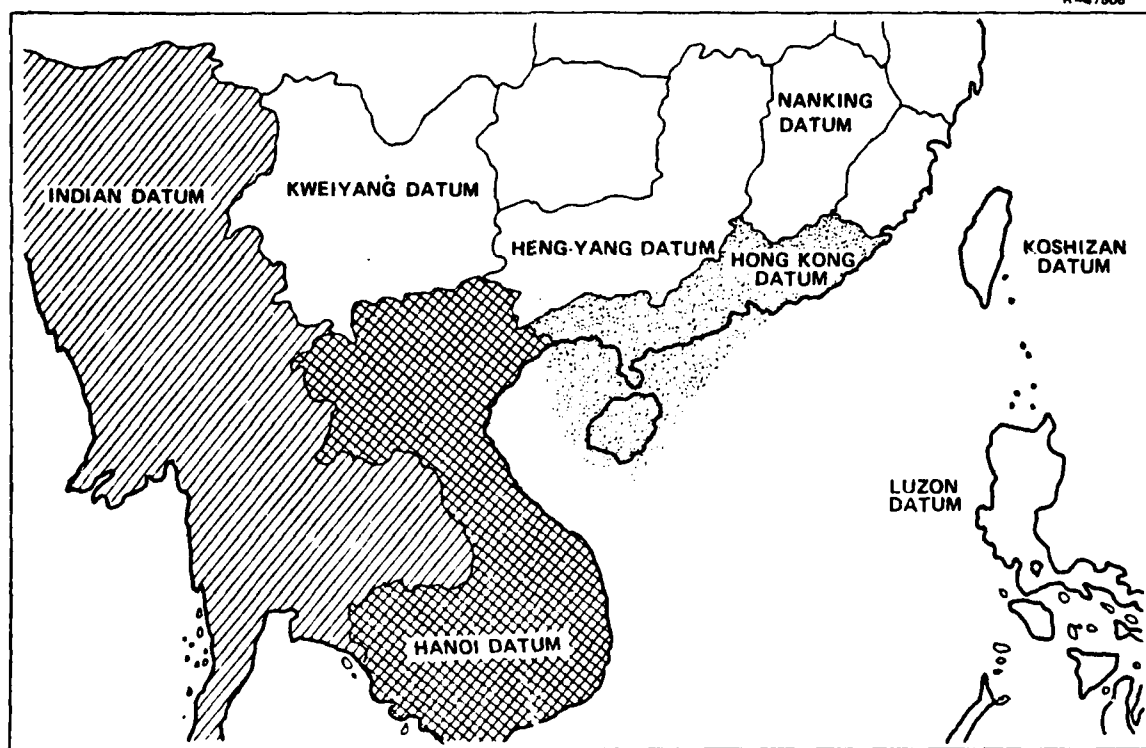 NANKING
DATUM
INDIAN DATUM
KWEIYANG DATUM
HENG-YANG DATUM
HONG KONG
DATUM
KOSHIZAN
DATUM
LUZON
DATUM
HANOI DATUM